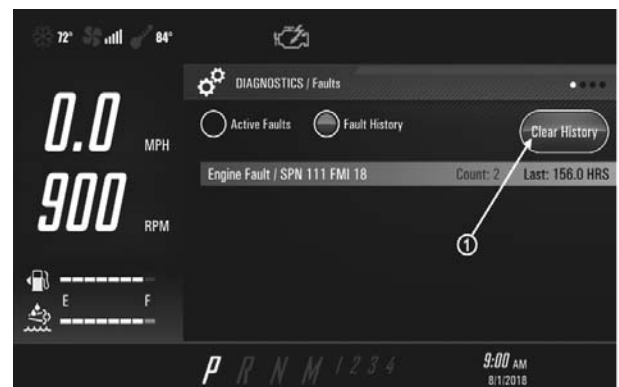 72° 84°
DIAGNOSTICS / Faults
Active Faults Fault History Clear History
0.0 MPH
Engine Fault / SPN 111 FMI 18 Count: 2 Last: 156.0 HRS
900 RPM
1
E F
P R N M 1 2 3 4 9:00 AM
8/1/2018